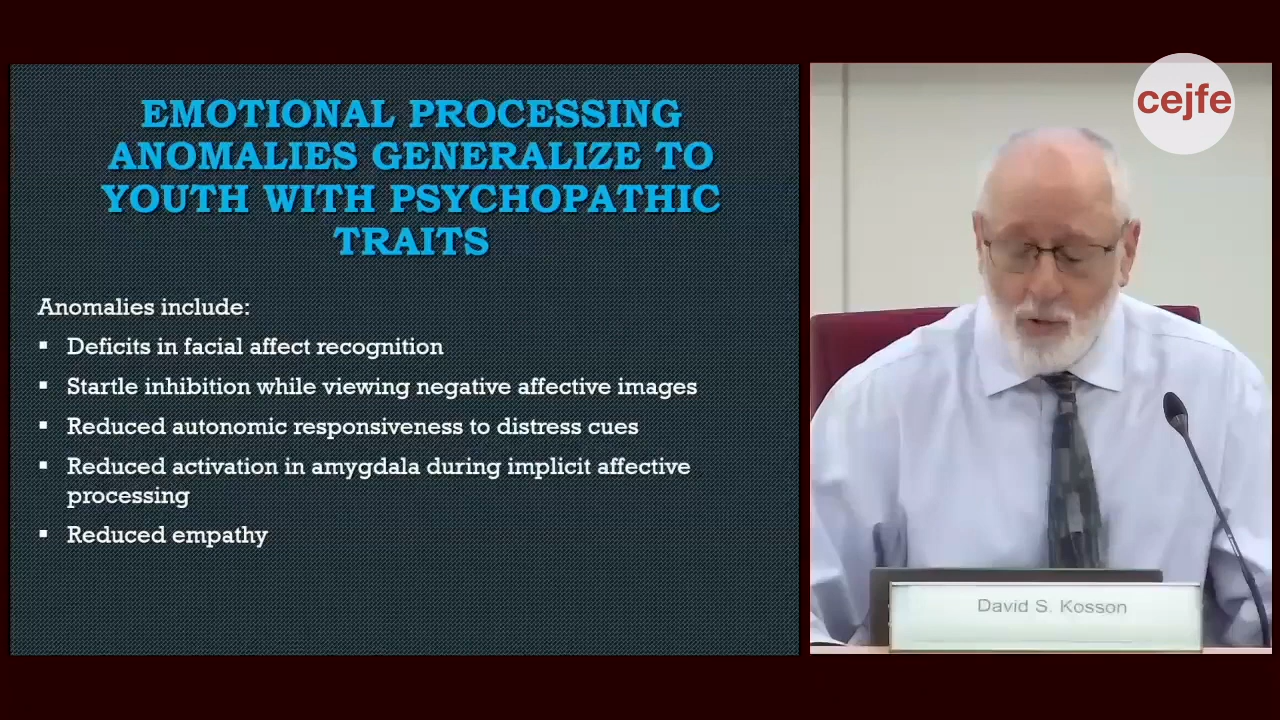 EMOTIONAL PROCESSING
ANOMALIES GENERALIZE TO
YOUTH WITH PSYCHOPATHIC
TRAITS
Anomalies include:
▪ Deficits in facial affect recognition
▪ Startle inhibition while viewing negative affective images
▪ Reduced autonomic responsiveness to distress cues
▪ Reduced activation in amygdala during implicit affective
processing
▪ Reduced empathy
cejfe
David S. Kosson